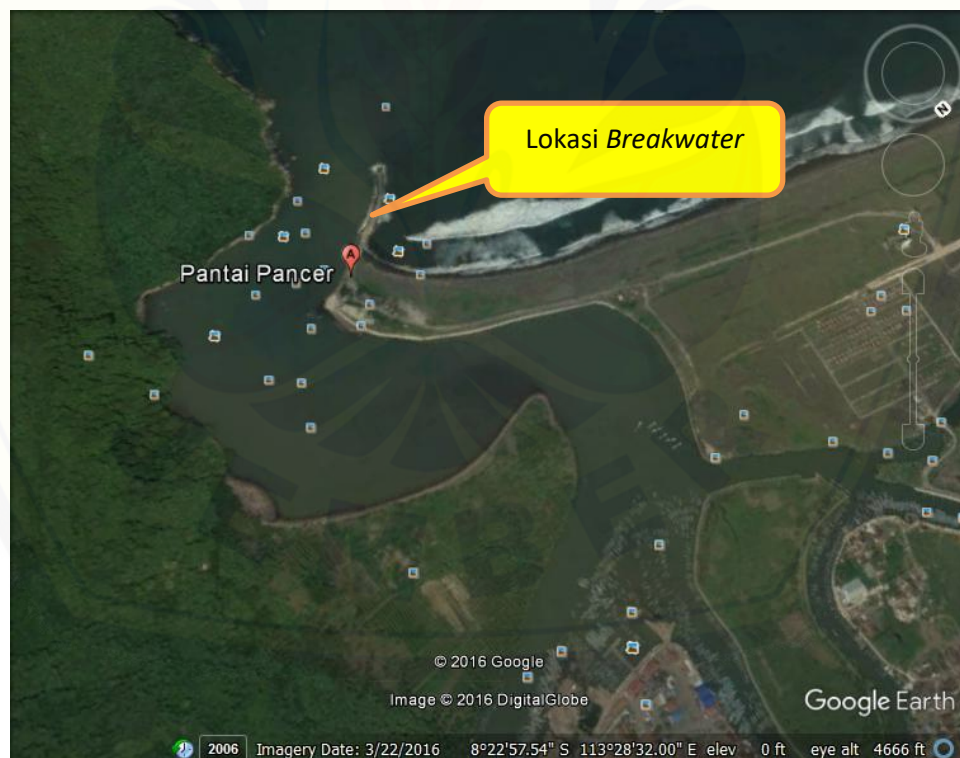 Lokasi Breakwater
N
A
Pantai Pancer
© 2016 Google
Image © 2016 DigitalGlobe
Google Earth
2006 Imagery Date: 3/22/2016 8°22'57.54" S 113°28'32.00" E elev 0 ft eye alt 4666 ft